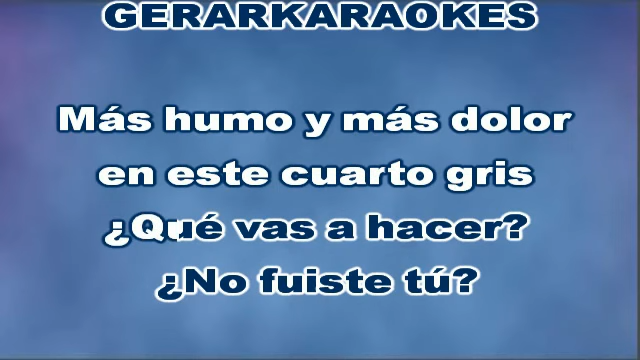 GERARKARAOKES
Más humo y más dolor
en este cuarto gris
¿Qué vas a hacer?
¿No fuiste tú?